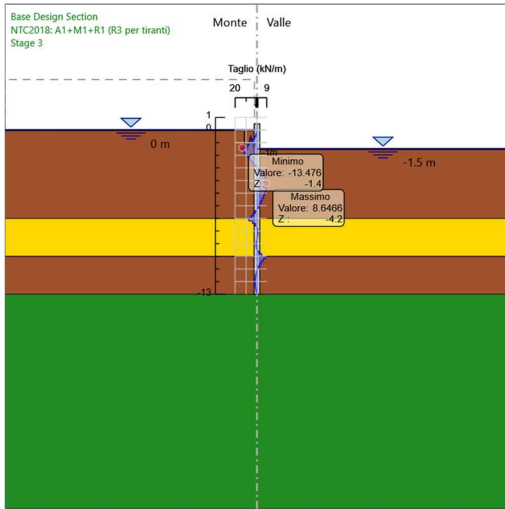 Base Design Section
NTC2018: A1+M1+R1 (R3 per tiranti)
Stage 3
Monte
Valle
Taglio (kN/m)
20
9
1
0
0 m
-1.5 m
Minimo
Valore: -13.476
Z : -1.4
Massimo
Valore: 8.6466
Z : -4.2
-13